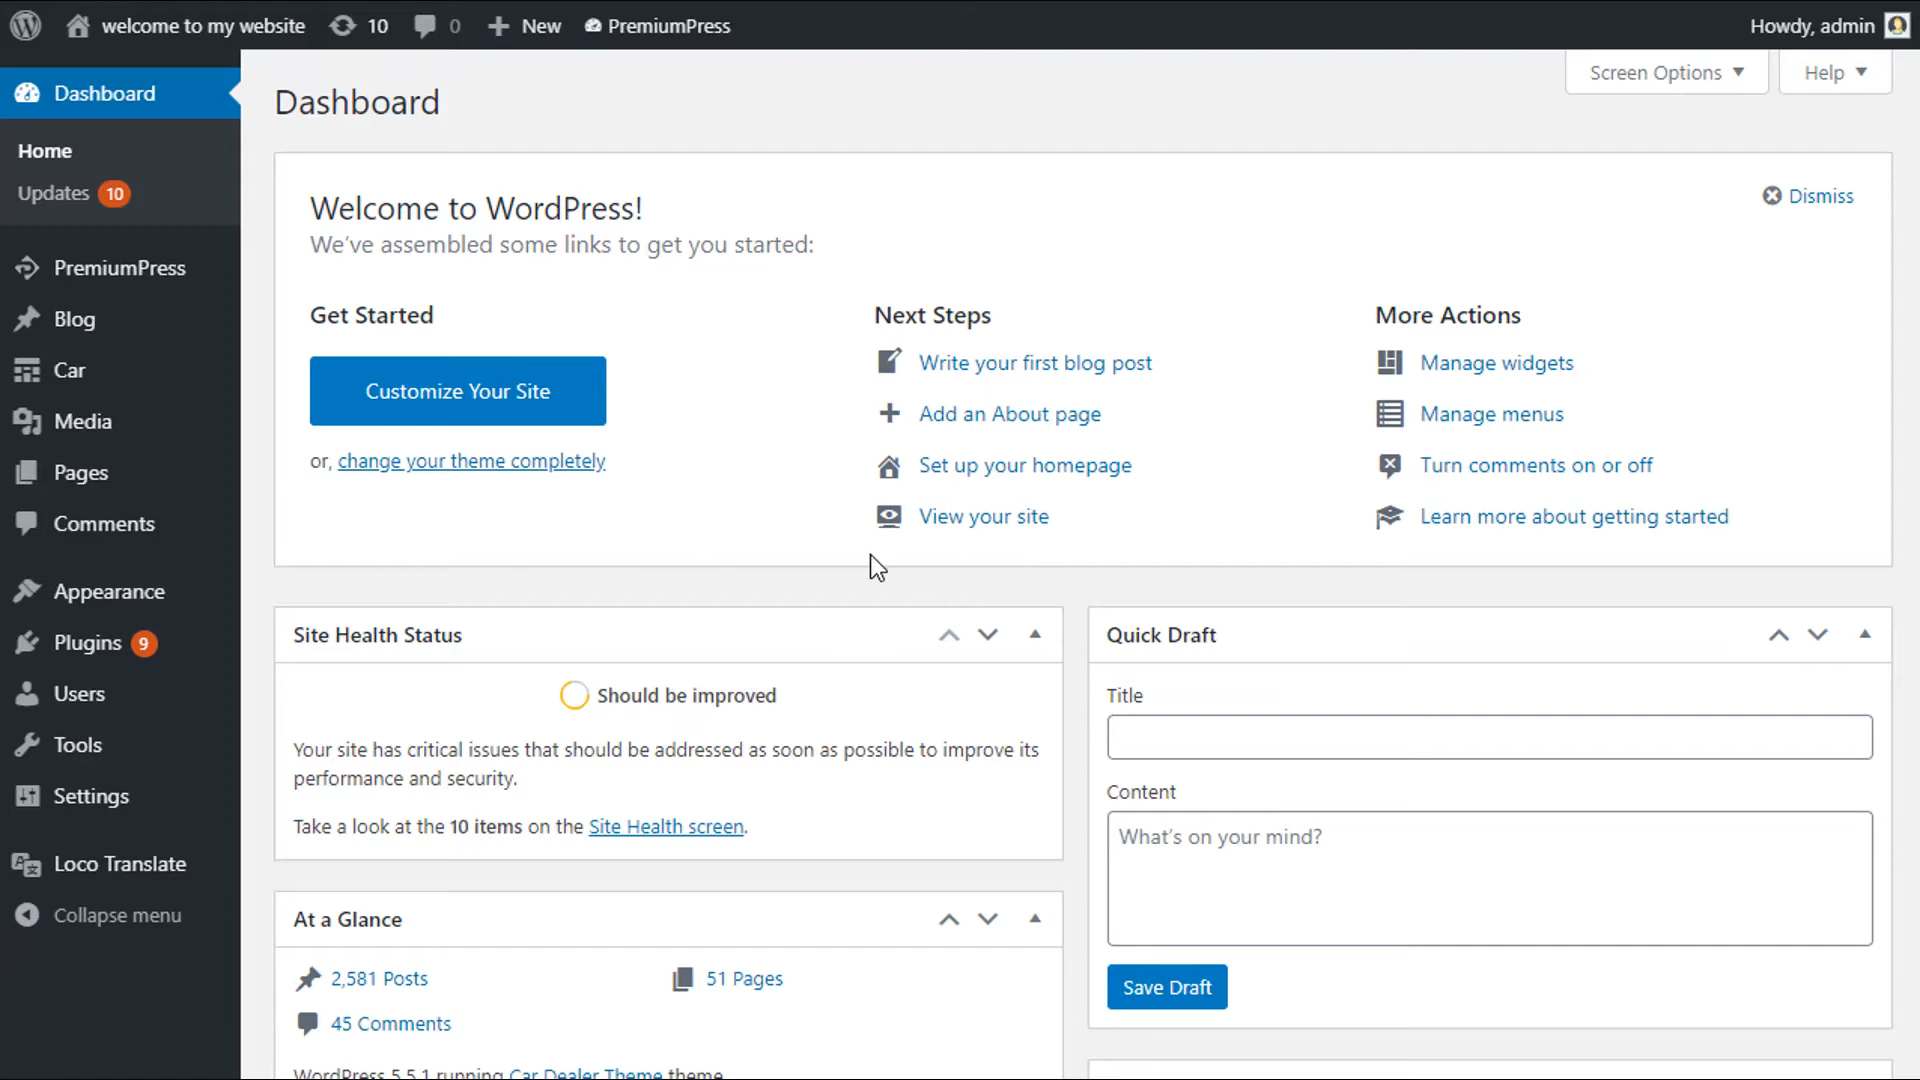 welcome to my website 10 0 New PremiumPress Howdy, admin
Screen Options Help
Dashboard
Home
Updates 10
PremiumPress
Blog
Car
Media
Pages
Comments
Appearance
Plugins 9
Users
Tools
Settings
Loco Translate
Collapse menu
Dashboard
Welcome to WordPress!
We've assembled some links to get you started:
Dismiss
Get Started
Customize Your Site
or, change your theme completely
Next Steps
Write your first blog post
Add an About page
Set up your homepage
View your site
More Actions
Manage widgets
Manage menus
Turn comments on or off
Learn more about getting started
Site Health Status
Should be improved
Your site has critical issues that should be addressed as soon as possible to improve its
performance and security.
Take a look at the 10 items on the Site Health screen.
At a Glance
2,581 Posts 51 Pages
45 Comments
WordPress 5.5.1 running Car Dealer Theme theme
Quick Draft
Title
Content
What's on your mind?
Save Draft